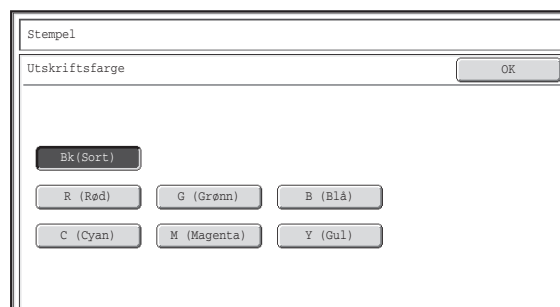 Stempel
Utskriftsfarge OK
Bk(Sort)
R (Rød) G (Grønn) B (Blå)
C (Cyan) M (Magenta) Y (Gul)